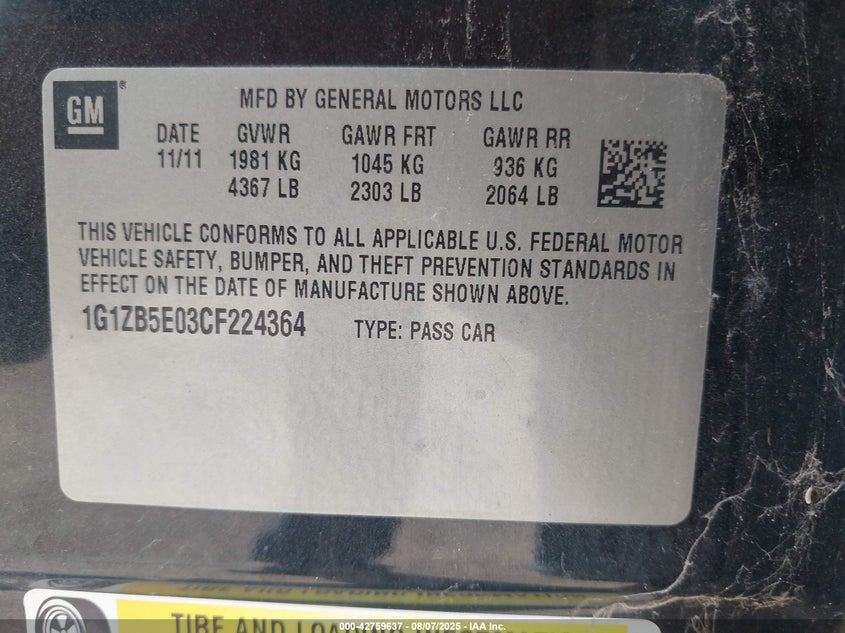 GM
MFD BY GENERAL MOTORS LLC
DATE GVWR GAWR FRT GAWR RR
11/11 1981 KG 1045 KG 936 KG
4367 LB 2303 LB 2064 LB
THIS VEHICLE CONFORMS TO ALL APPLICABLE U.S. FEDERAL MOTOR
VEHICLE SAFETY, BUMPER, AND THEFT PREVENTION STANDARDS IN
EFFECT ON THE DATE OF MANUFACTURE SHOWN ABOVE.
1G1ZB5E03CF224364 TYPE: PASS CAR
TIRE AND LOADING
000-42759637 - 08/07/2025 - IAA Inc.